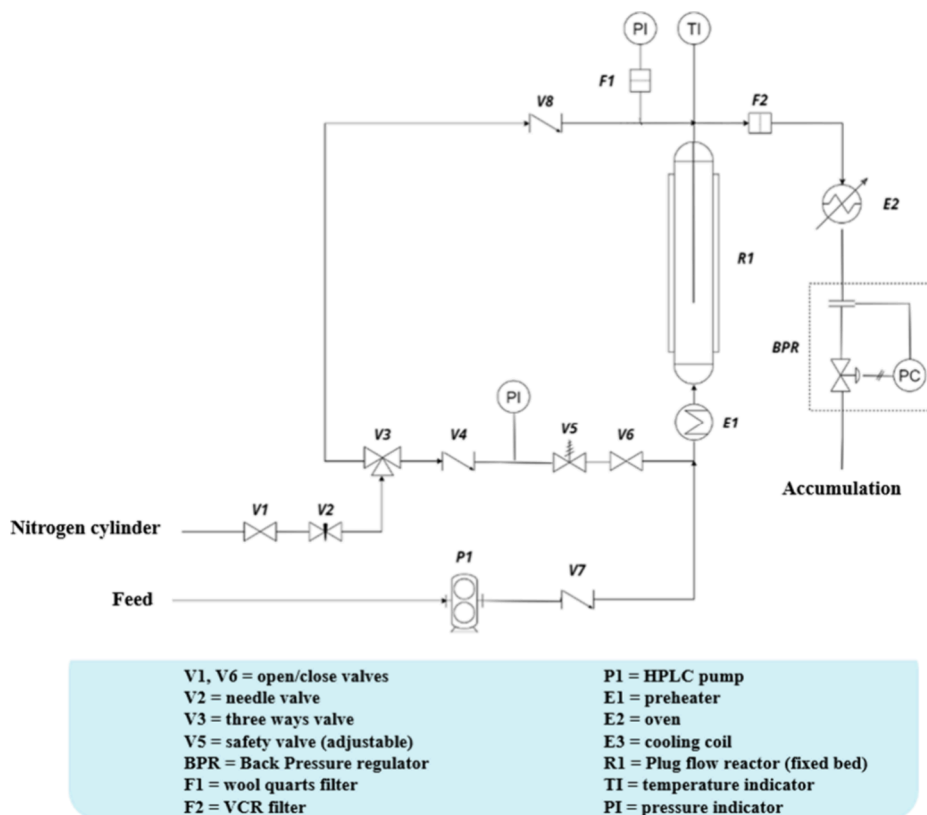 PI
TI
F1
F2
V8
E2
R1
BPR
PC
PI
E1
V3
V4
V5
V6
Accumulation
V1
V2
Nitrogen cylinder
P1
V7
Feed
V1, V6 = open/close valves
V2 = needle valve
V3 = three ways valve
V5 = safety valve (adjustable)
BPR = Back Pressure regulator
F1 = wool quarts filter
F2 = VCR filter
P1 = HPLC pump
E1 = preheater
E2 = oven
E3 = cooling coil
R1 = Plug flow reactor (fixed bed)
TI = temperature indicator
PI = pressure indicator